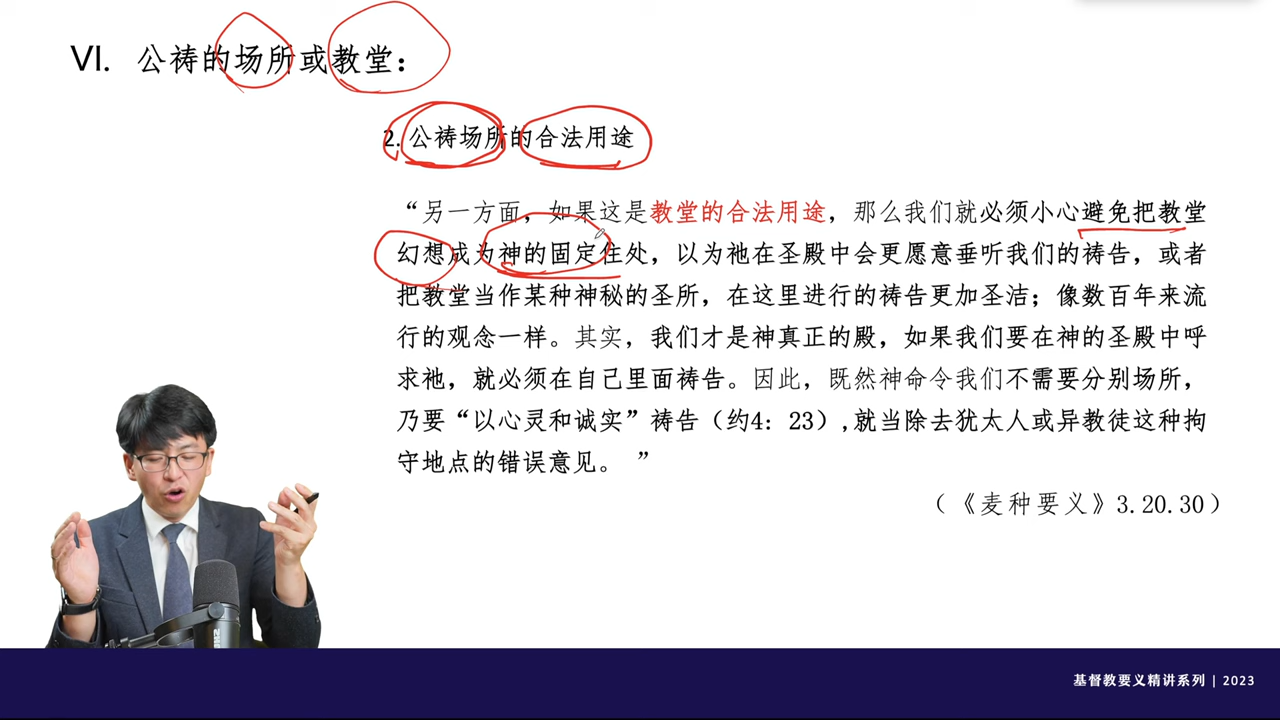 VI. 公祷的场所或教堂：
2. 公祷场所的合法用途
“另一方面，如果这是教堂的合法用途，那么我们就必须小心避免把教堂
幻想成为神的固定住处，以为祂在圣殿中会更愿意垂听我们的祷告，或者
把教堂当作某种神秘的圣所，在这里进行的祷告更加圣洁；像数百年来流
行的观念一样。其实，我们才是神真正的殿，如果我们要在神的圣殿中呼
求祂，就必须在自己里面祷告。因此，既然神命令我们不需要分别场所，
乃要“以心灵和诚实”祷告（约4：23）,就当除去犹太人或异教徒这种拘
守地点的错误意见。”
（《麦种要义》3.20.30）
基督教要义精讲系列 | 2023